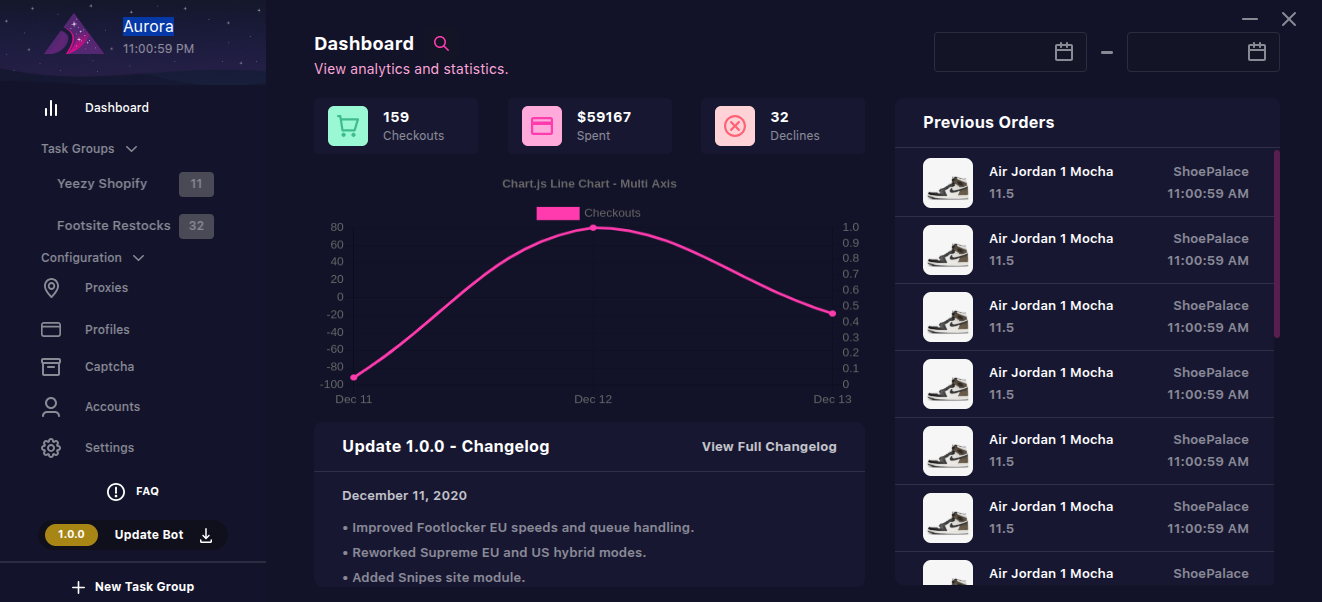 Aurora
11:00:59 PM
Dashboard
Task Groups
Yeezy Shopify 11
Footsite Restocks 32
Configuration
Proxies
Profiles
Captcha
Accounts
Settings
FAQ
1.0.0 Update Bot
New Task Group
Dashboard
View analytics and statistics.
159
Checkouts
$59167
Spent
32
Declines
Chart.js Line Chart - Multi Axis
Checkouts
80
60
40
20
0
-20
-40
-60
-80
-100
1.0
0.9
0.8
0.7
0.6
0.5
0.4
0.3
0.2
0.1
0
Dec 11 Dec 12 Dec 13
Update 1.0.0 - Changelog View Full Changelog
December 11, 2020
• Improved Footlocker EU speeds and queue handling.
• Reworked Supreme EU and US hybrid modes.
• Added Snipes site module.
Previous Orders
Air Jordan 1 Mocha ShoePalace
11.5 11:00:59 AM
Air Jordan 1 Mocha ShoePalace
11.5 11:00:59 AM
Air Jordan 1 Mocha ShoePalace
11.5 11:00:59 AM
Air Jordan 1 Mocha ShoePalace
11.5 11:00:59 AM
Air Jordan 1 Mocha ShoePalace
11.5 11:00:59 AM
Air Jordan 1 Mocha ShoePalace
11.5 11:00:59 AM
Air Jordan 1 Mocha ShoePalace